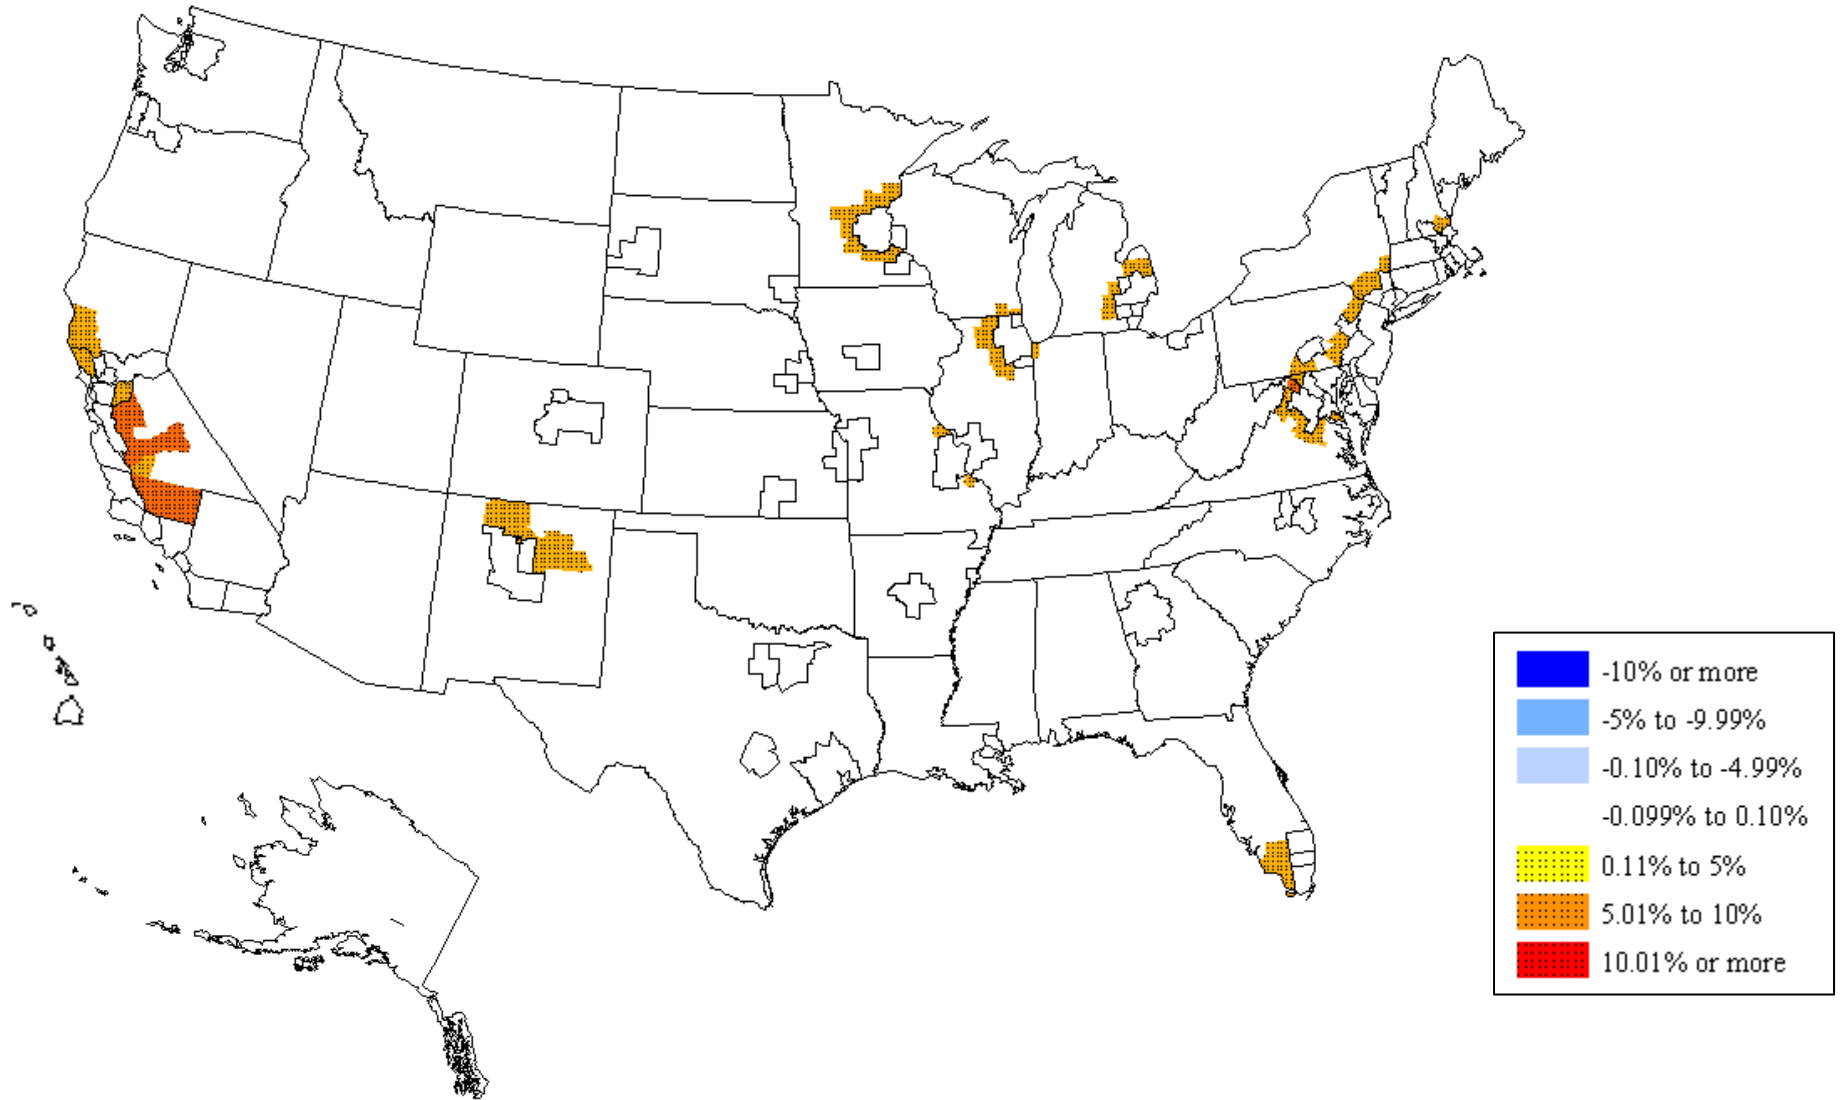 -10% or more
-5% to -9.99%
-0.10% to -4.99%
-0.099% to 0.10%
0.11% to 5%
5.01% to 10%
10.01% or more